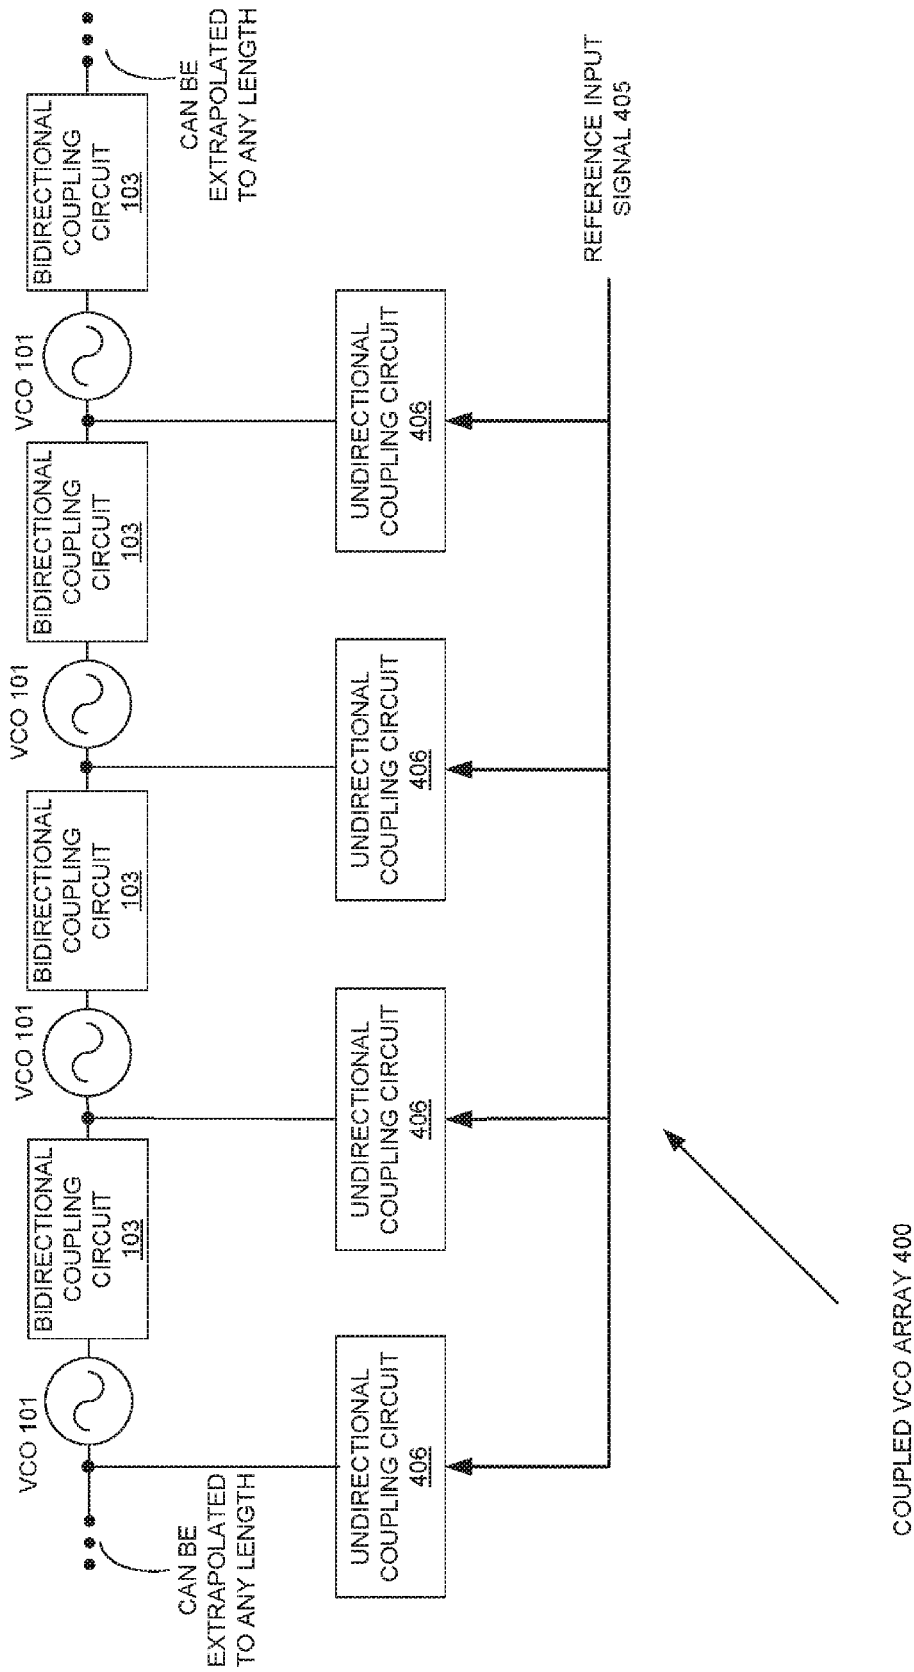 CAN BE
EXTRAPOLATED
TO ANY LENGTH
VCO 101
BIDIRECTIONAL
COUPLING
CIRCUIT
103
VCO 101
BIDIRECTIONAL
COUPLING
CIRCUIT
103
VCO 101
BIDIRECTIONAL
COUPLING
CIRCUIT
103
VCO 101
BIDIRECTIONAL
COUPLING
CIRCUIT
103
CAN BE
EXTRAPOLATED
TO ANY LENGTH
UNDIRECTIONAL
COUPLING CIRCUIT
406
UNDIRECTIONAL
COUPLING CIRCUIT
406
UNDIRECTIONAL
COUPLING CIRCUIT
406
UNDIRECTIONAL
COUPLING CIRCUIT
406
REFERENCE INPUT
SIGNAL 405
COUPLED VCO ARRAY 400